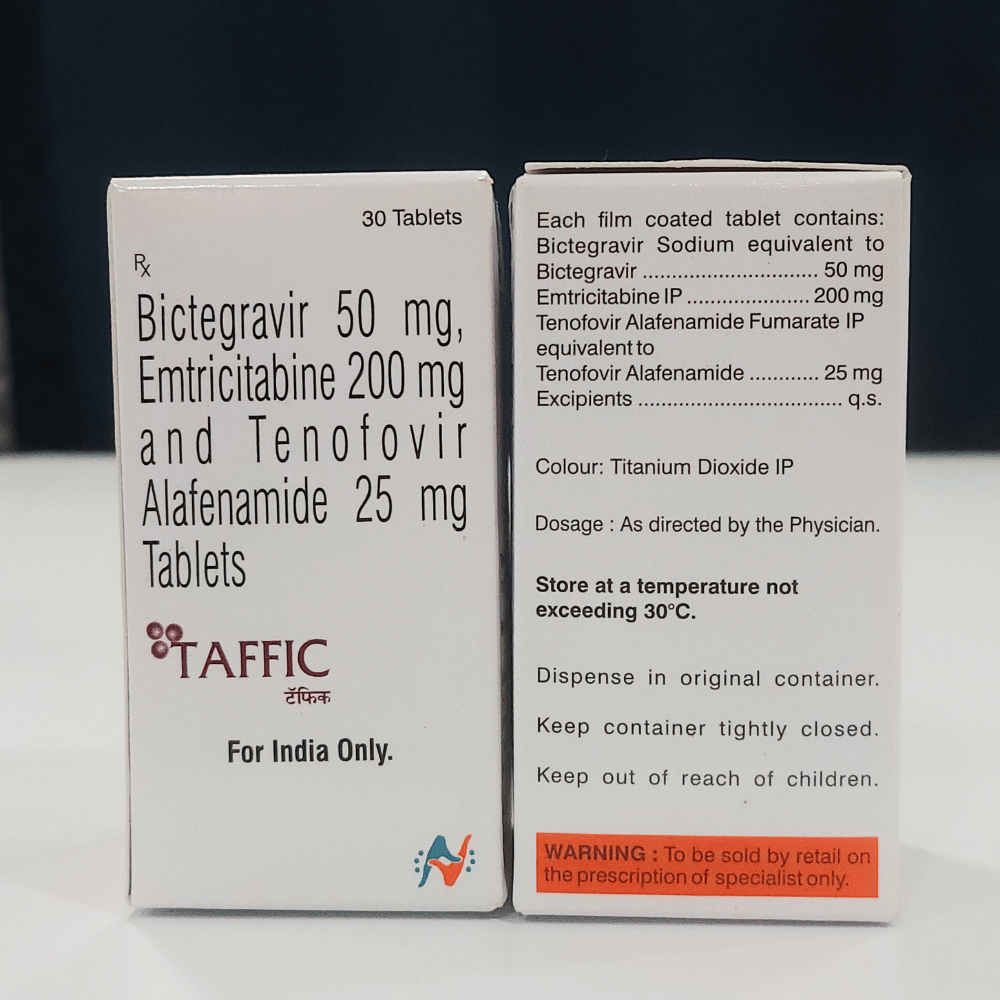 30 Tablets
Rx
Bictegravir 50 mg,
Emtricitabine 200 mg
and Tenofovir
Alafenamide 25 mg
Tablets
TAFFIC
टॅफिक
For India Only.
Each film coated tablet contains:
Bictegravir Sodium equivalent to
Bictegravir ............................. 50 mg
Emtricitabine IP ..................... 200 mg
Tenofovir Alafenamide Fumarate IP
equivalent to
Tenofovir Alafenamide ............ 25 mg
Excipients ................................... q.s.
Colour: Titanium Dioxide IP
Dosage : As directed by the Physician.
Store at a temperature not
exceeding 30°C.
Dispense in original container.
Keep container tightly closed.
Keep out of reach of children.
WARNING : To be sold by retail on
the prescription of specialist only.